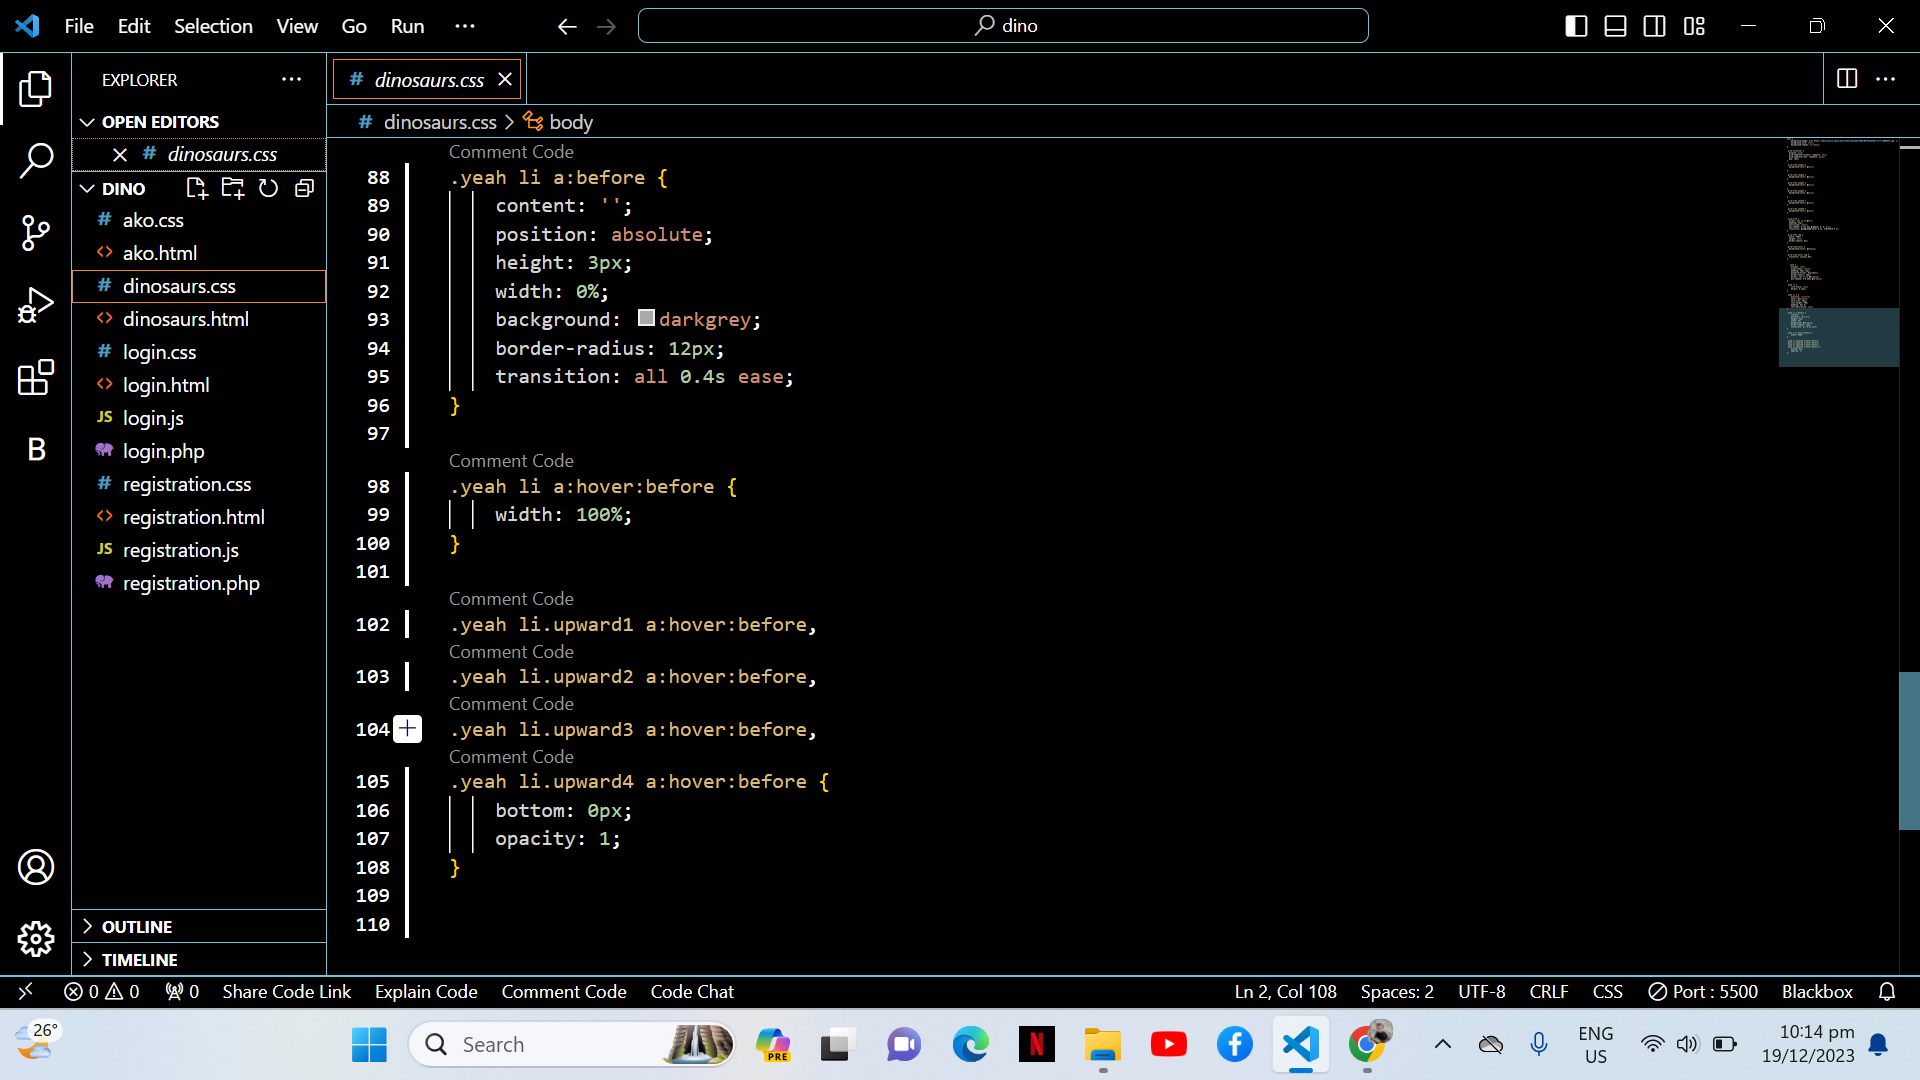 File Edit Selection View Go Run ··· dino
EXPLORER ···
OPEN EDITORS
dinosaurs.css
DINO
ako.css
ako.html
dinosaurs.css
dinosaurs.html
login.css
login.html
JS login.js
login.php
registration.css
registration.html
JS registration.js
registration.php
OUTLINE
TIMELINE
B
# dinosaurs.css
# dinosaurs.css > body
Comment Code
88 .yeah li a:before {
89 content: '';
90 position: absolute;
91 height: 3px;
92 width: 0%;
93 background: darkgrey;
94 border-radius: 12px;
95 transition: all 0.4s ease;
96 }
97
Comment Code
98 .yeah li a:hover:before {
99 width: 100%;
100 }
101
Comment Code
102 .yeah li.upward1 a:hover:before,
Comment Code
103 .yeah li.upward2 a:hover:before,
Comment Code
104 .yeah li.upward3 a:hover:before,
Comment Code
105 .yeah li.upward4 a:hover:before {
106 bottom: 0px;
107 opacity: 1;
108 }
109
110
0 0 0 Share Code Link Explain Code Comment Code Code Chat Ln 2, Col 108 Spaces: 2 UTF-8 CRLF CSS Port : 5500 Blackbox
26° Search PRE N ENG 10:14 pm
US 19/12/2023